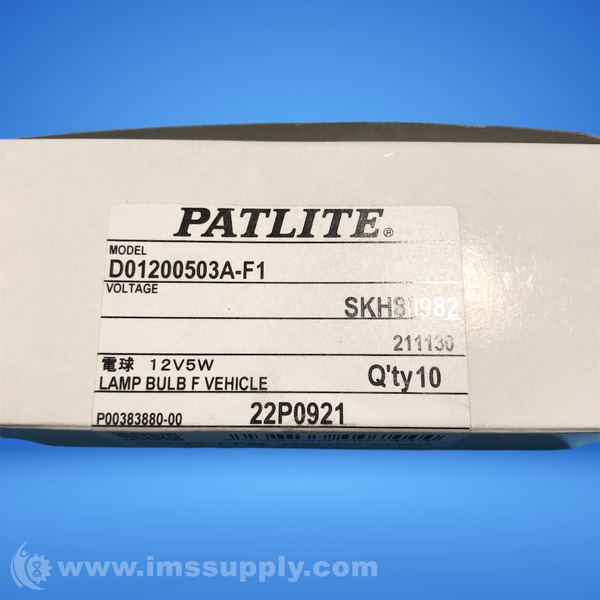 PATLITE®
MODEL
D01200503A-F1
VOLTAGE
SKH80982
211130
電球 12V5W
LAMP BULB F VEHICLE
Q'ty10
P00383880-00
22P0921
www.imssupply.com